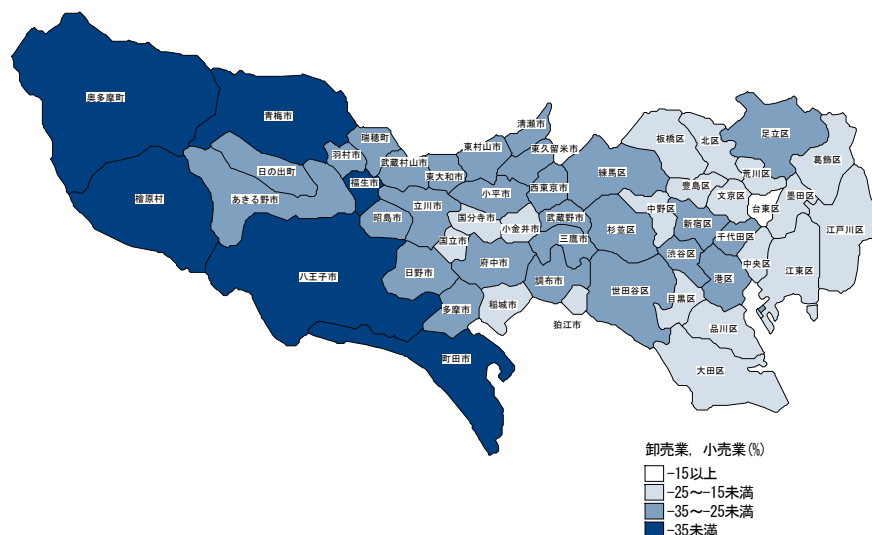 奥多摩町
青梅市
瑞穂町
清瀬市
東村山市
東久留米市
羽村市
武蔵村山市
東大和市
日の出町
福生市
檜原村
あきる野市
昭島市
立川市
小平市
西東京市
国分寺市
小金井市
武蔵野市
三鷹市
国立市
府中市
調布市
日野市
八王子市
多摩市
稲城市
狛江市
町田市
板橋区
北区
足立区
葛飾区
荒川区
練馬区
豊島区
文京区
台東区
墨田区
江戸川区
中野区
杉並区
新宿区
千代田区
渋谷区
港区
中央区
江東区
世田谷区
目黒区
品川区
大田区
卸売業，小売業(%)
-15以上
-25～-15未満
-35～-25未満
-35未満